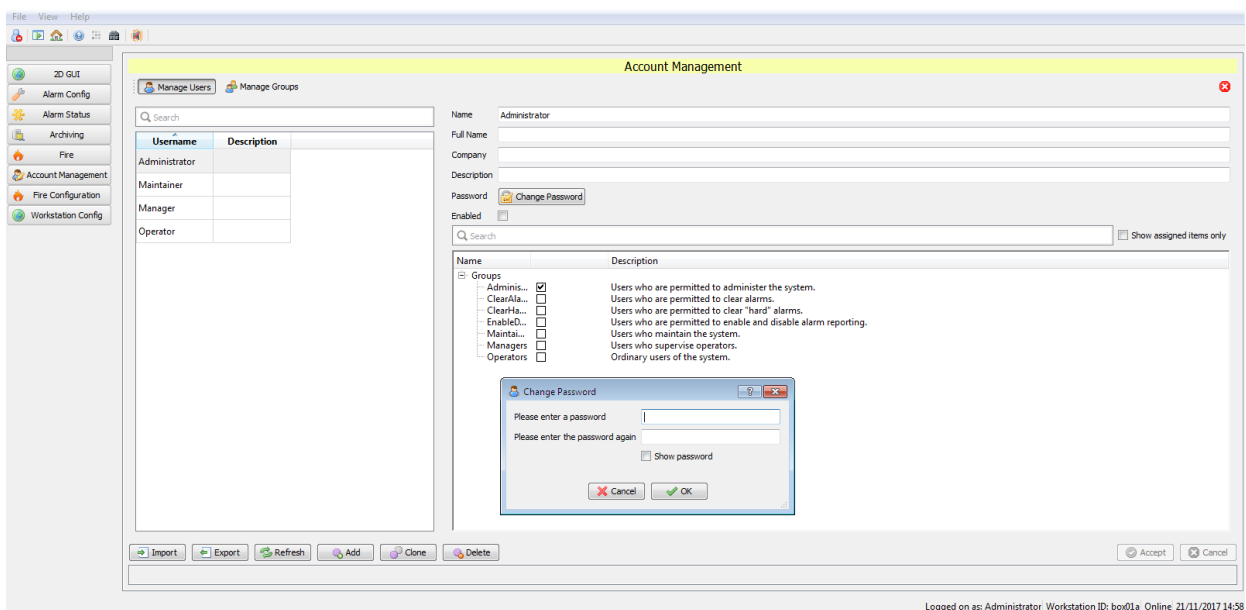 File View Help
Account Management
2D GUI
Alarm Config
Alarm Status
Archiving
Fire
Account Management
Fire Configuration
Workstation Config
Manage Users Manage Groups
Search
Username Description
Administrator
Maintainer
Manager
Operator
Name Administrator
Full Name
Company
Description
Password Change Password
Enabled
Search Show assigned items only
Name Description
Groups
Adminis... Users who are permitted to administer the system.
ClearAla... Users who are permitted to clear alarms.
ClearHa... Users who are permitted to clear "hard" alarms.
EnableD... Users who are permitted to enable and disable alarm reporting.
Maintai... Users who maintain the system.
Managers Users who supervise operators.
Operators Ordinary users of the system.
Change Password
Please enter a password
Please enter the password again
Show password
Cancel OK
Import Export Refresh Add Clone Delete Accept Cancel
Logged on as: Administrator Workstation ID: box01a Online 21/11/2017 14:58